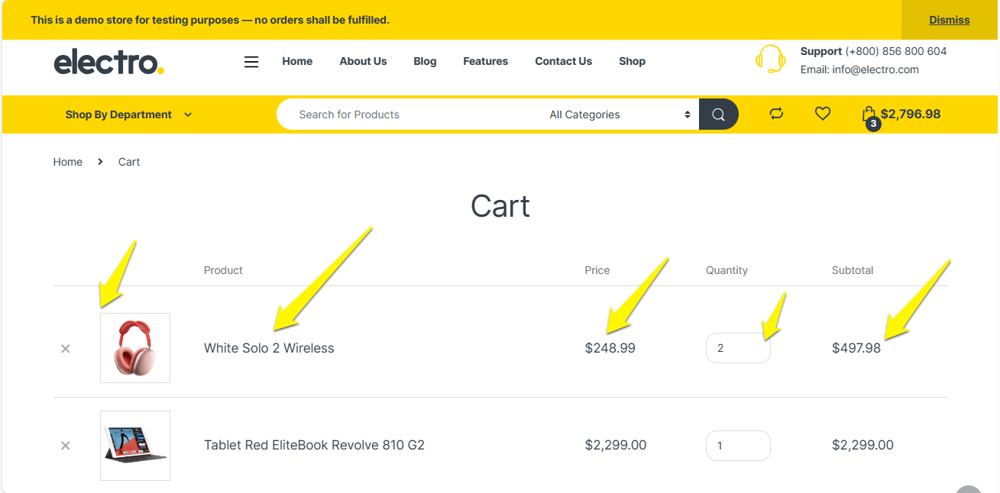 This is a demo store for testing purposes — no orders shall be fulfilled. Dismiss
electro. Home About Us Blog Features Contact Us Shop
Support (+800) 856 800 604
Email: info@electro.com
Shop By Department Search for Products All Categories 3 $2,796.98
Home Cart
Cart
Product Price Quantity Subtotal
White Solo 2 Wireless $248.99 2 $497.98
Tablet Red EliteBook Revolve 810 G2 $2,299.00 1 $2,299.00